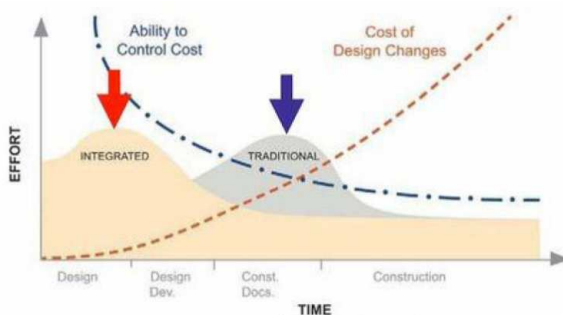 Ability to
Control Cost
Cost of
Design Changes
EFFORT
INTEGRATED
TRADITIONAL
Design
Design
Dev.
Const.
Docs.
Construction
TIME